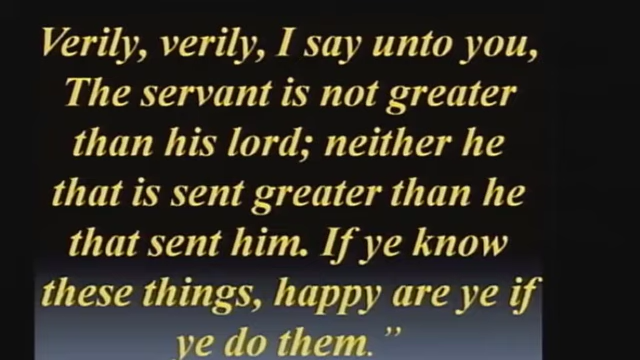 Verily, verily, I say unto you,
The servant is not greater
than his lord; neither he
that is sent greater than he
that sent him. If ye know
these things, happy are ye if
ye do them.”